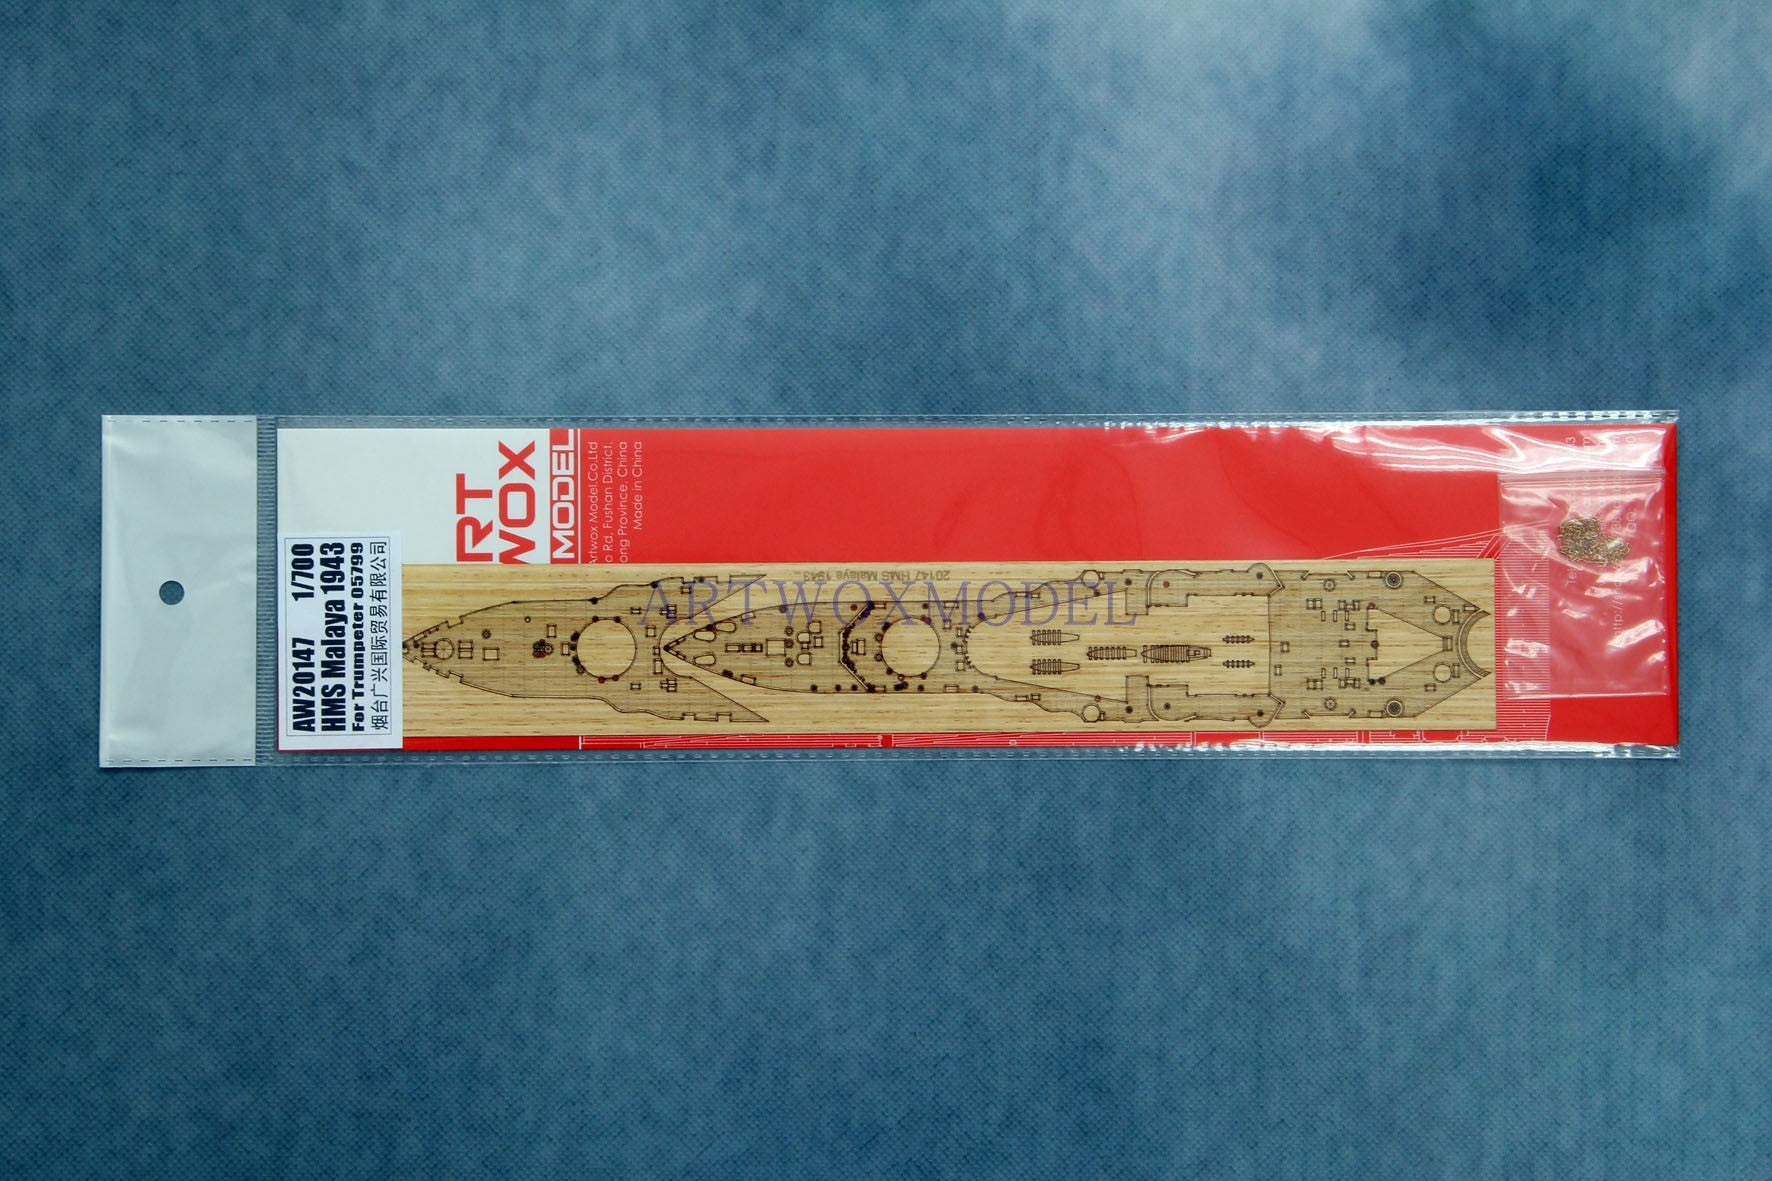 AW20147 1/700
HMS Malaya 1943
For Trumpeter 05799
烟台广兴国际贸易有限公司
RT
WOX
MODEL
Artwox Model.Co.Ltd
Rd. Fushan District,
Province. China
Made in China
20147 HMS Malaya 1943
ARTWOXMODEL